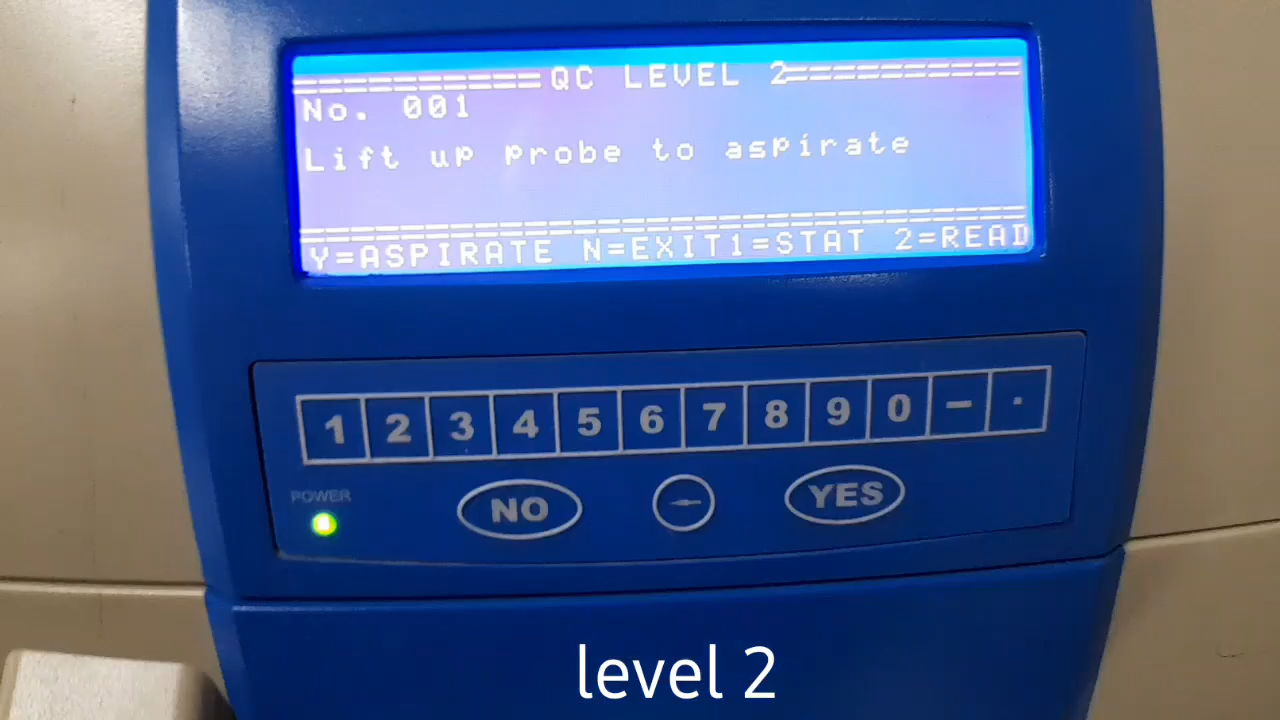 ==========QC LEVEL 2==========
No. 001
Lift up probe to aspirate
==============================
Y=ASPIRATE N=EXIT1=STAT 2=READ
1 2 3 4 5 6 7 8 9 0 – ·
POWER
NO ← YES
level 2